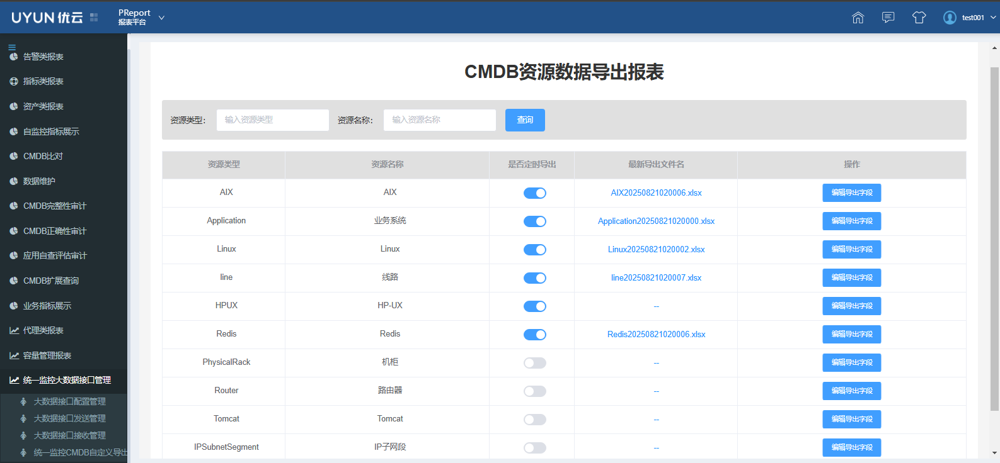 UYUN 优云
PReport
报表平台
test001
告警类报表
指标类报表
资产类报表
自监控指标展示
CMDB比对
数据维护
CMDB完整性审计
CMDB正确性审计
应用自查评估审计
CMDB扩展查询
业务指标展示
代理类报表
容量管理报表
统一监控大数据接口管理
大数据接口配置管理
大数据接口发送管理
大数据接口接收管理
统一监控CMDB自定义导出
CMDB资源数据导出报表
资源类型: 输入资源类型 资源名称: 输入资源名称 查询
资源类型 资源名称 是否定时导出 最新导出文件名 操作
AIX AIX AIX20250821020006.xlsx 编辑导出字段
Application 业务系统 Application20250821020000.xlsx 编辑导出字段
Linux Linux Linux20250821020002.xlsx 编辑导出字段
line 线路 line20250821020007.xlsx 编辑导出字段
HPUX HP-UX -- 编辑导出字段
Redis Redis Redis20250821020006.xlsx 编辑导出字段
PhysicalRack 机柜 -- 编辑导出字段
Router 路由器 -- 编辑导出字段
Tomcat Tomcat -- 编辑导出字段
IPSubnetSegment IP子网段 -- 编辑导出字段